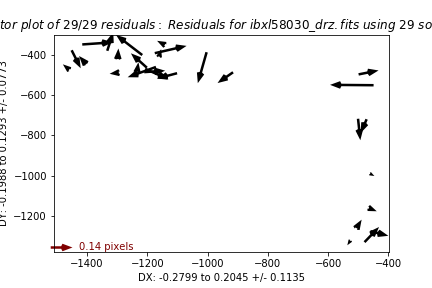 tor plot of 29/29 residuals: Residuals for ibxl58030_drz.fits using 29 so
−400
−600
−800
−1000
−1200
DY: -0.1988 to 0.1293 +/- 0.0773
0.14 pixels
−1400 −1200 −1000 −800 −600 −400
DX: -0.2799 to 0.2045 +/- 0.1135